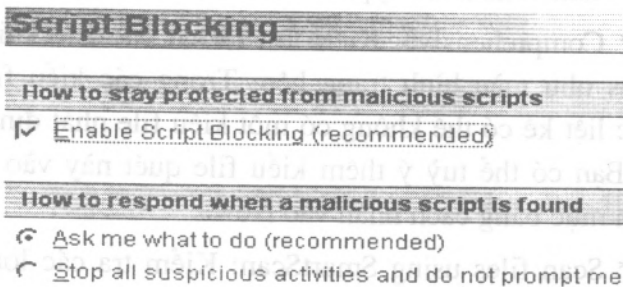 Script Blocking
How to stay protected from malicious scripts
Enable Script Blocking (recommended)
How to respond when a malicious script is found
Ask me what to do (recommended)
Stop all suspicious activities and do not prompt me